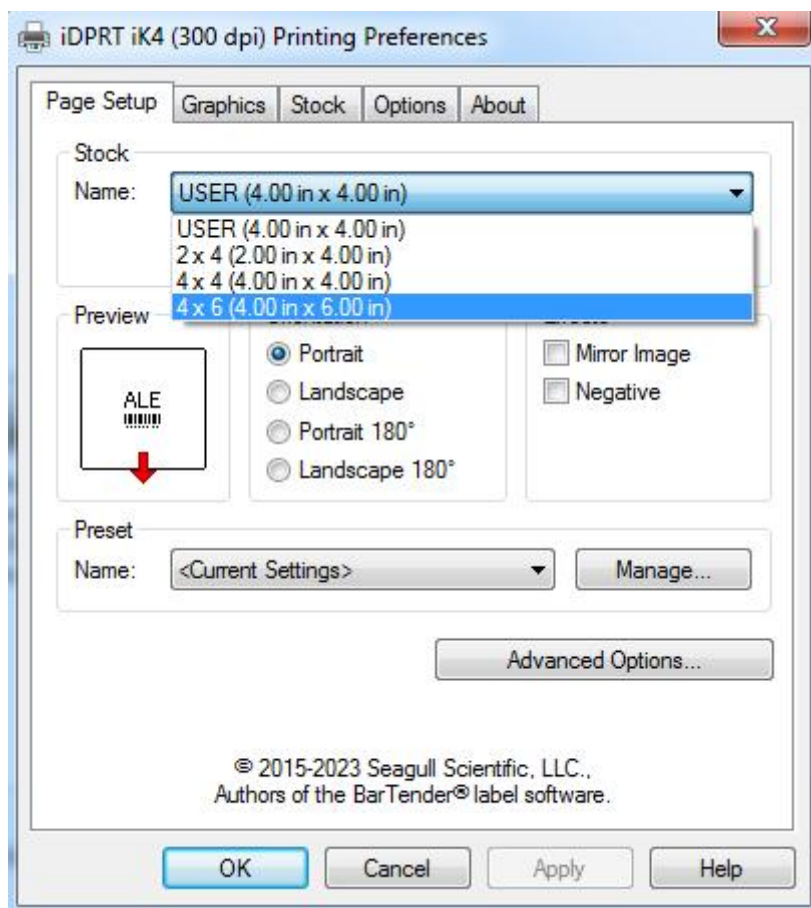 iDPRT iK4 (300 dpi) Printing Preferences
Page Setup Graphics Stock Options About
Stock
Name: USER (4.00 in x 4.00 in)
USER (4.00 in x 4.00 in)
2 x 4 (2.00 in x 4.00 in)
4 x 4 (4.00 in x 4.00 in)
4 x 6 (4.00 in x 6.00 in)
Preview
ALE
Portrait
Landscape
Portrait 180°
Landscape 180°
Mirror Image
Negative
Preset
Name: <Current Settings> Manage...
Advanced Options...
© 2015-2023 Seagull Scientific, LLC.,
Authors of the BarTender® label software.
OK Cancel Apply Help